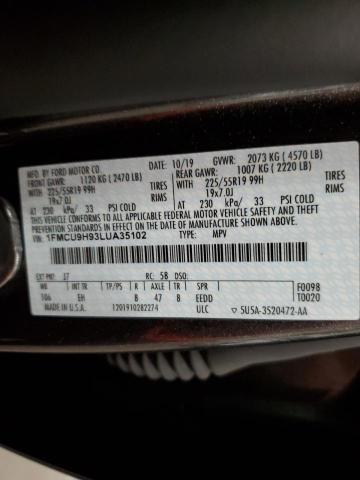 MFD. BY FORD MOTOR CO.
DATE: 10/19 GVWR: 2073 KG ( 4570 LB)
FRONT GAWR: 1120 KG ( 2470 LB) REAR GAWR: 1007 KG ( 2220 LB)
225/55R19 99H TIRES 225/55R19 99H TIRES
19x7.0J RIMS 19x7.0J RIMS
AT 230 kPa/ 33 PSI COLD AT 230 kPa/ 33 PSI COLD
THIS VEHICLE CONFORMS TO ALL APPLICABLE FEDERAL MOTOR VEHICLE
SAFETY, BUMPER, AND THEFT PREVENTION STANDARDS IN EFFECT ON THE DATE OF
MANUFACTURE SHOWN ABOVE.
VIN: 1FMCU9H93LUA35102 TYPE: MPV
EXT PNT: J7 RC: 58 DSO: F0098
WB INT TR TP/PS R AXLE TR SPR T0020
106 EH B 47 8 EEDD
MADE IN U.S.A. 1201910282274 ULC 5U5A-3520472-AA